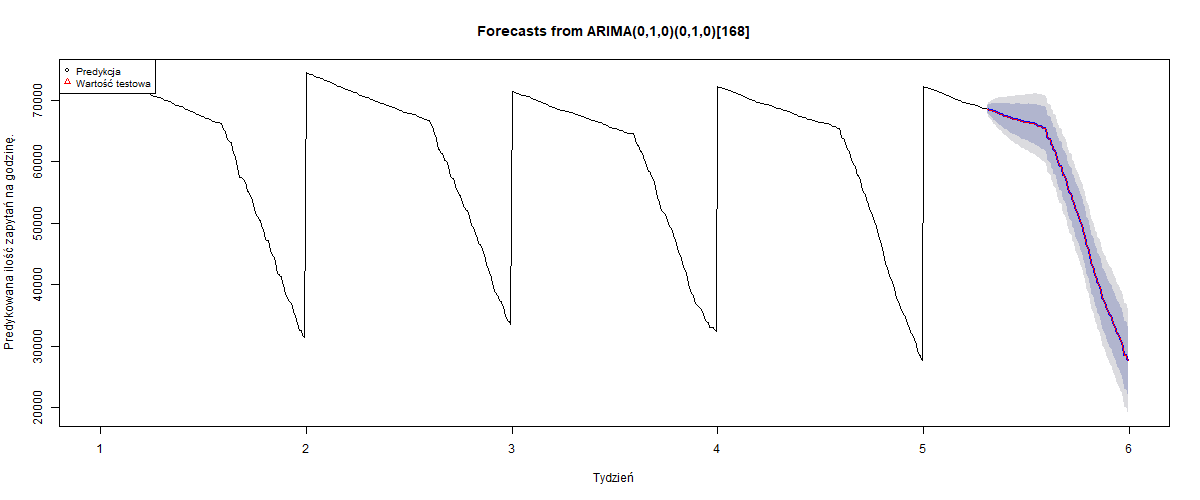 Forecasts from ARIMA(0,1,0)(0,1,0)[168]
Predykcja
Wartość testowa
Predykowana ilość zapytań na godzinę.
70000
60000
50000
40000
30000
20000
1 2 3 4 5 6
Tydzień